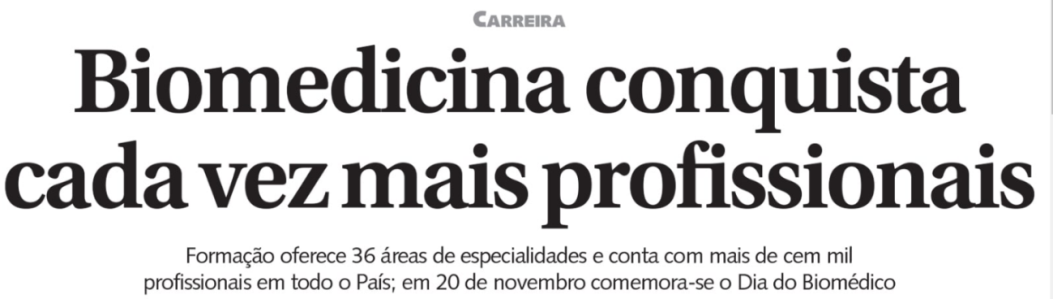 CARREIRA
Biomedicina conquista
cada vez mais profissionais
Formação oferece 36 áreas de especialidades e conta com mais de cem mil
profissionais em todo o País; em 20 de novembro comemora-se o Dia do Biomédico